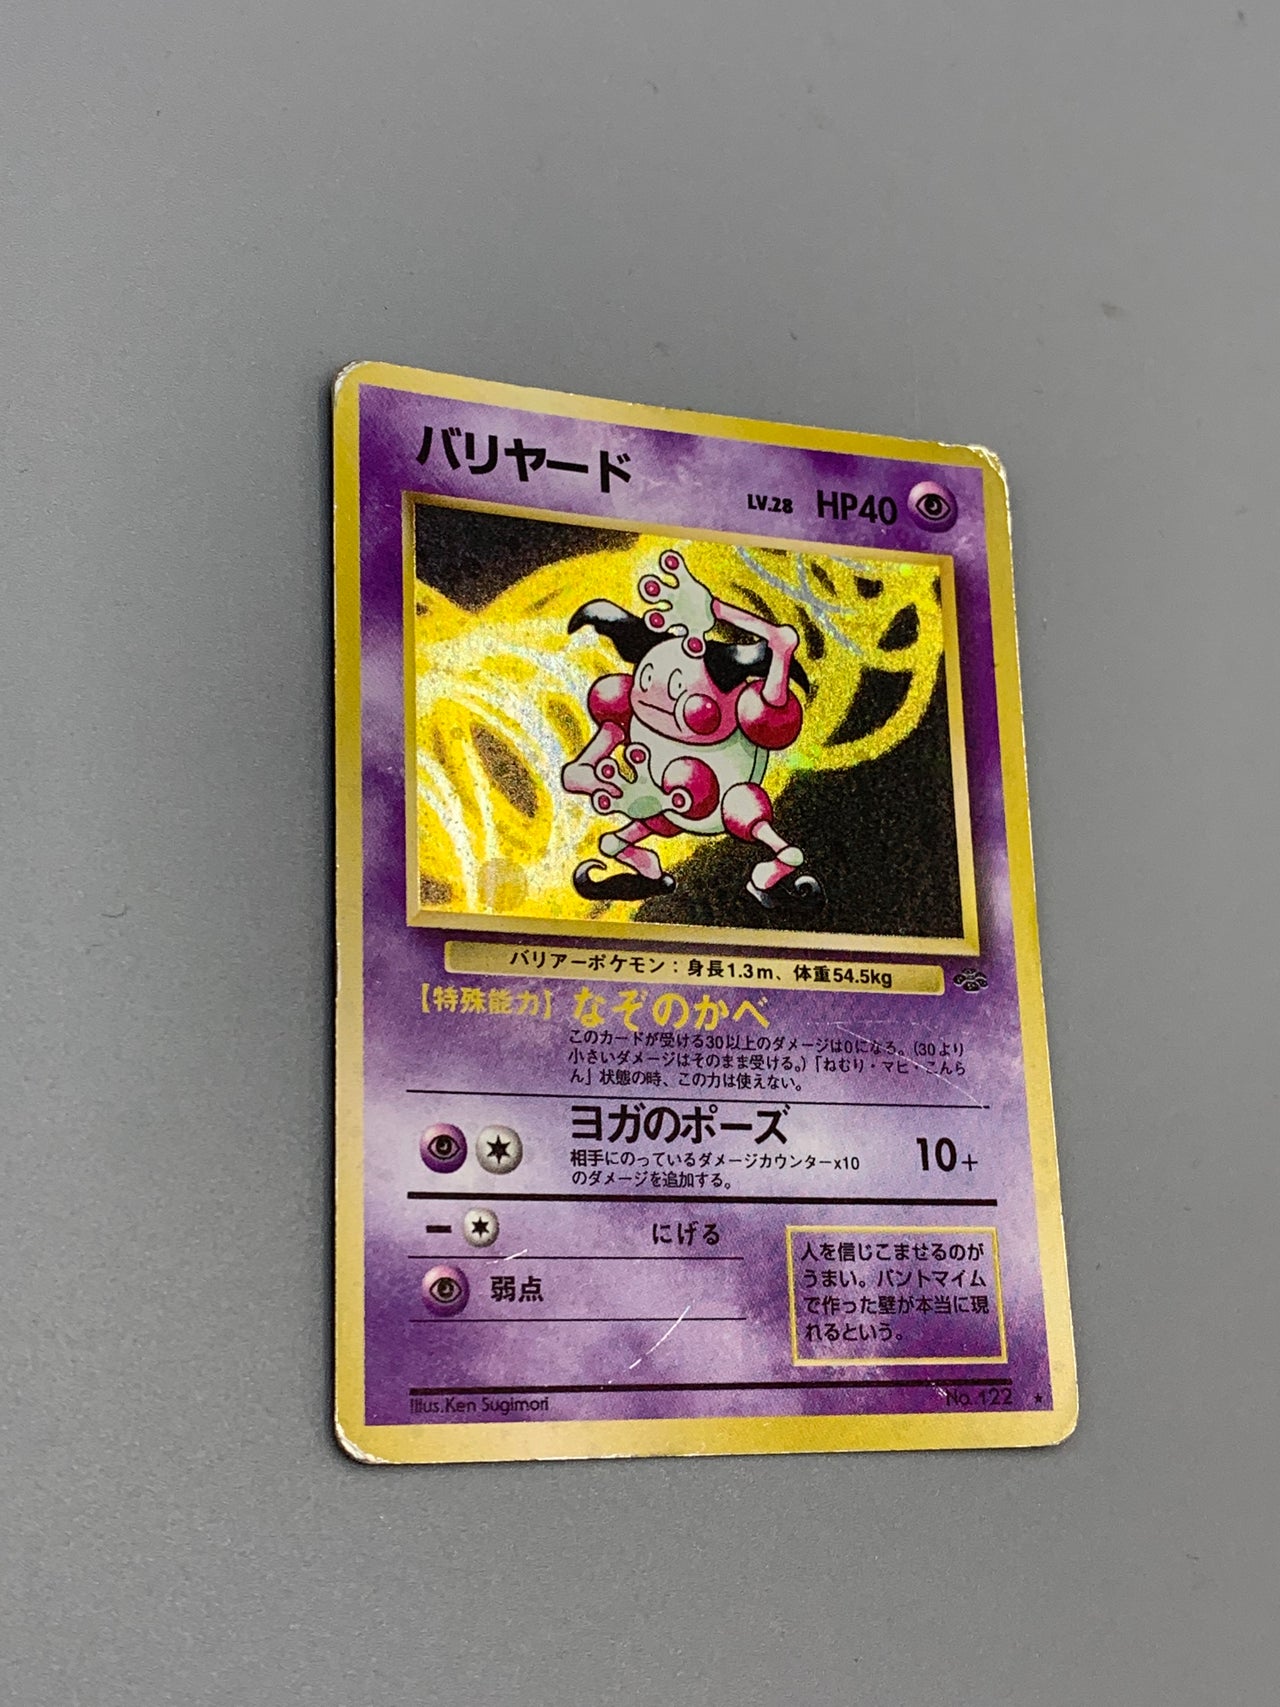 バリヤード
LV.28 HP40
バリアーポケモン：身長1.3m、体重54.5kg
【特殊能力】なぞのかべ
このカードが受ける30以上のダメージは0になる。（30より
小さいダメージはそのまま受ける。）「ねむり・マヒ・こんら
ん」状態の時、この力は使えない。
ヨガのポーズ 10+
相手にのっているダメージカウンターx10
のダメージを追加する。
ー にげる
弱点
人を信じこませるのが
うまい。パントマイム
で作った壁が本当に現
れるという。
Illus.Ken Sugimori
No.122 ★